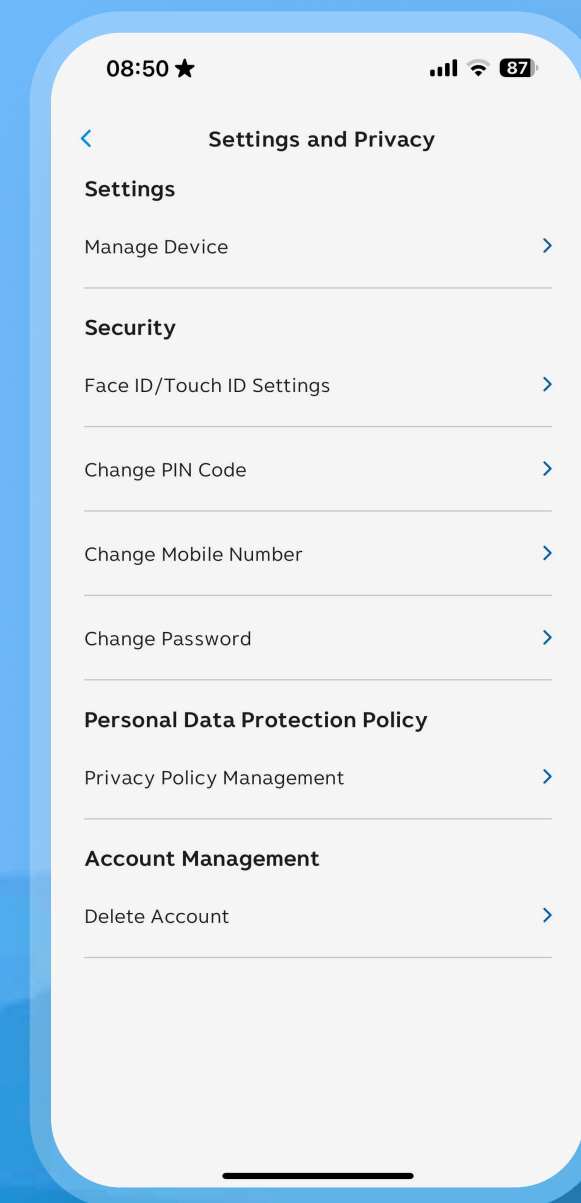 08:50 ★ 87
Settings and Privacy
Settings
Manage Device
Security
Face ID/Touch ID Settings
Change PIN Code
Change Mobile Number
Change Password
Personal Data Protection Policy
Privacy Policy Management
Account Management
Delete Account